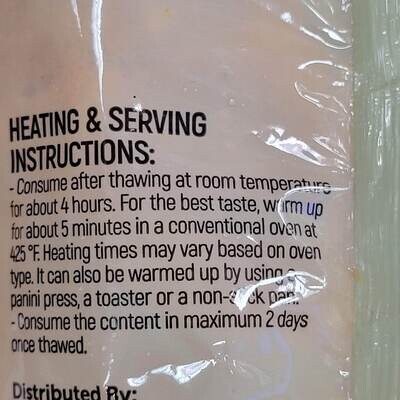 HEATING & SERVING
INSTRUCTIONS:
- Consume after thawing at room temperature
for about 4 hours. For the best taste, warm up
for about 5 minutes in a conventional oven at
425 °F. Heating times may vary based on oven
type. It can also be warmed up by using a
panini press, a toaster or a non-stick pan.
- Consume the content in maximum 2 days
once thawed.
Distributed By: